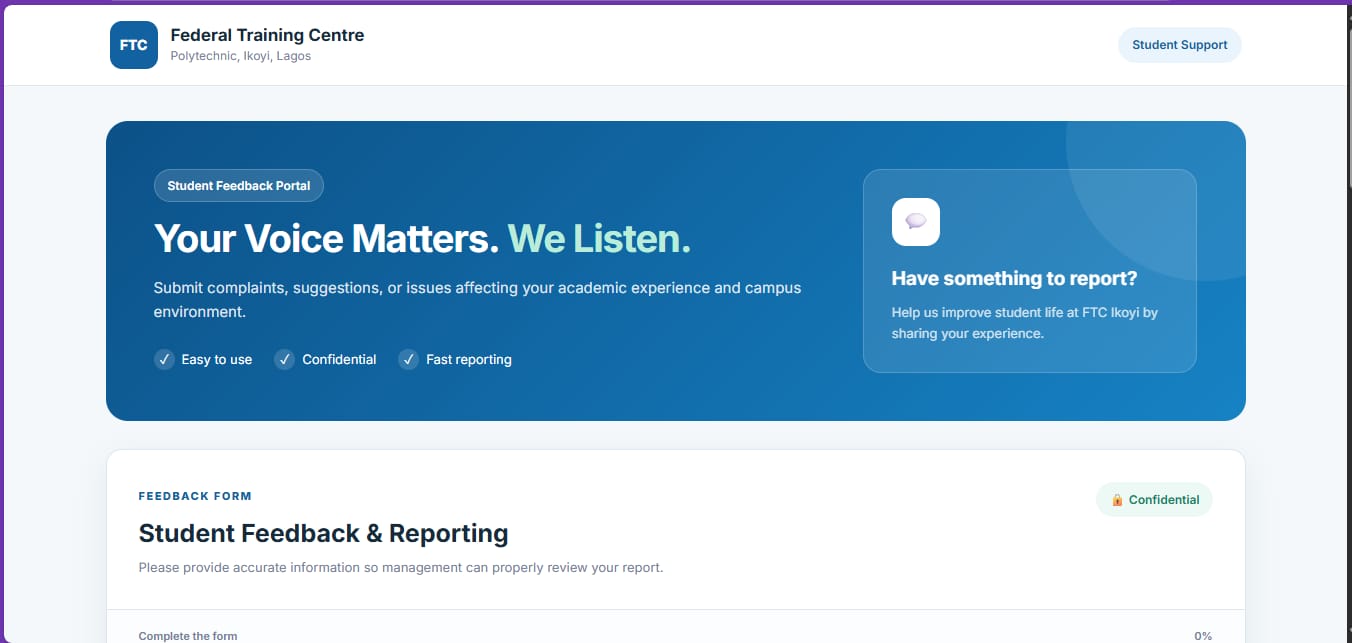 FTC
Federal Training Centre
Polytechnic, Ikoyi, Lagos
Student Support
Student Feedback Portal
Your Voice Matters. We Listen.
Submit complaints, suggestions, or issues affecting your academic experience and campus
environment.
✓ Easy to use ✓ Confidential ✓ Fast reporting
Have something to report?
Help us improve student life at FTC Ikoyi by
sharing your experience.
FEEDBACK FORM
Confidential
Student Feedback & Reporting
Please provide accurate information so management can properly review your report.
Complete the form 0%